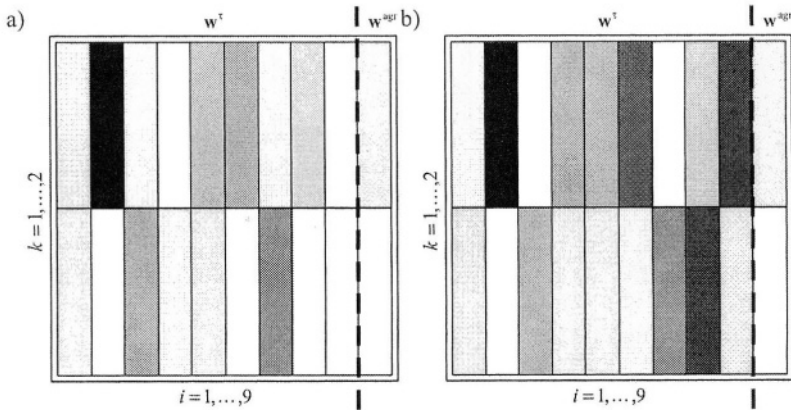 a) w^τ w^agr b) w^τ w^agr
k = 1,…,2
k = 1,…,2
i = 1,…,9
i = 1,…,9